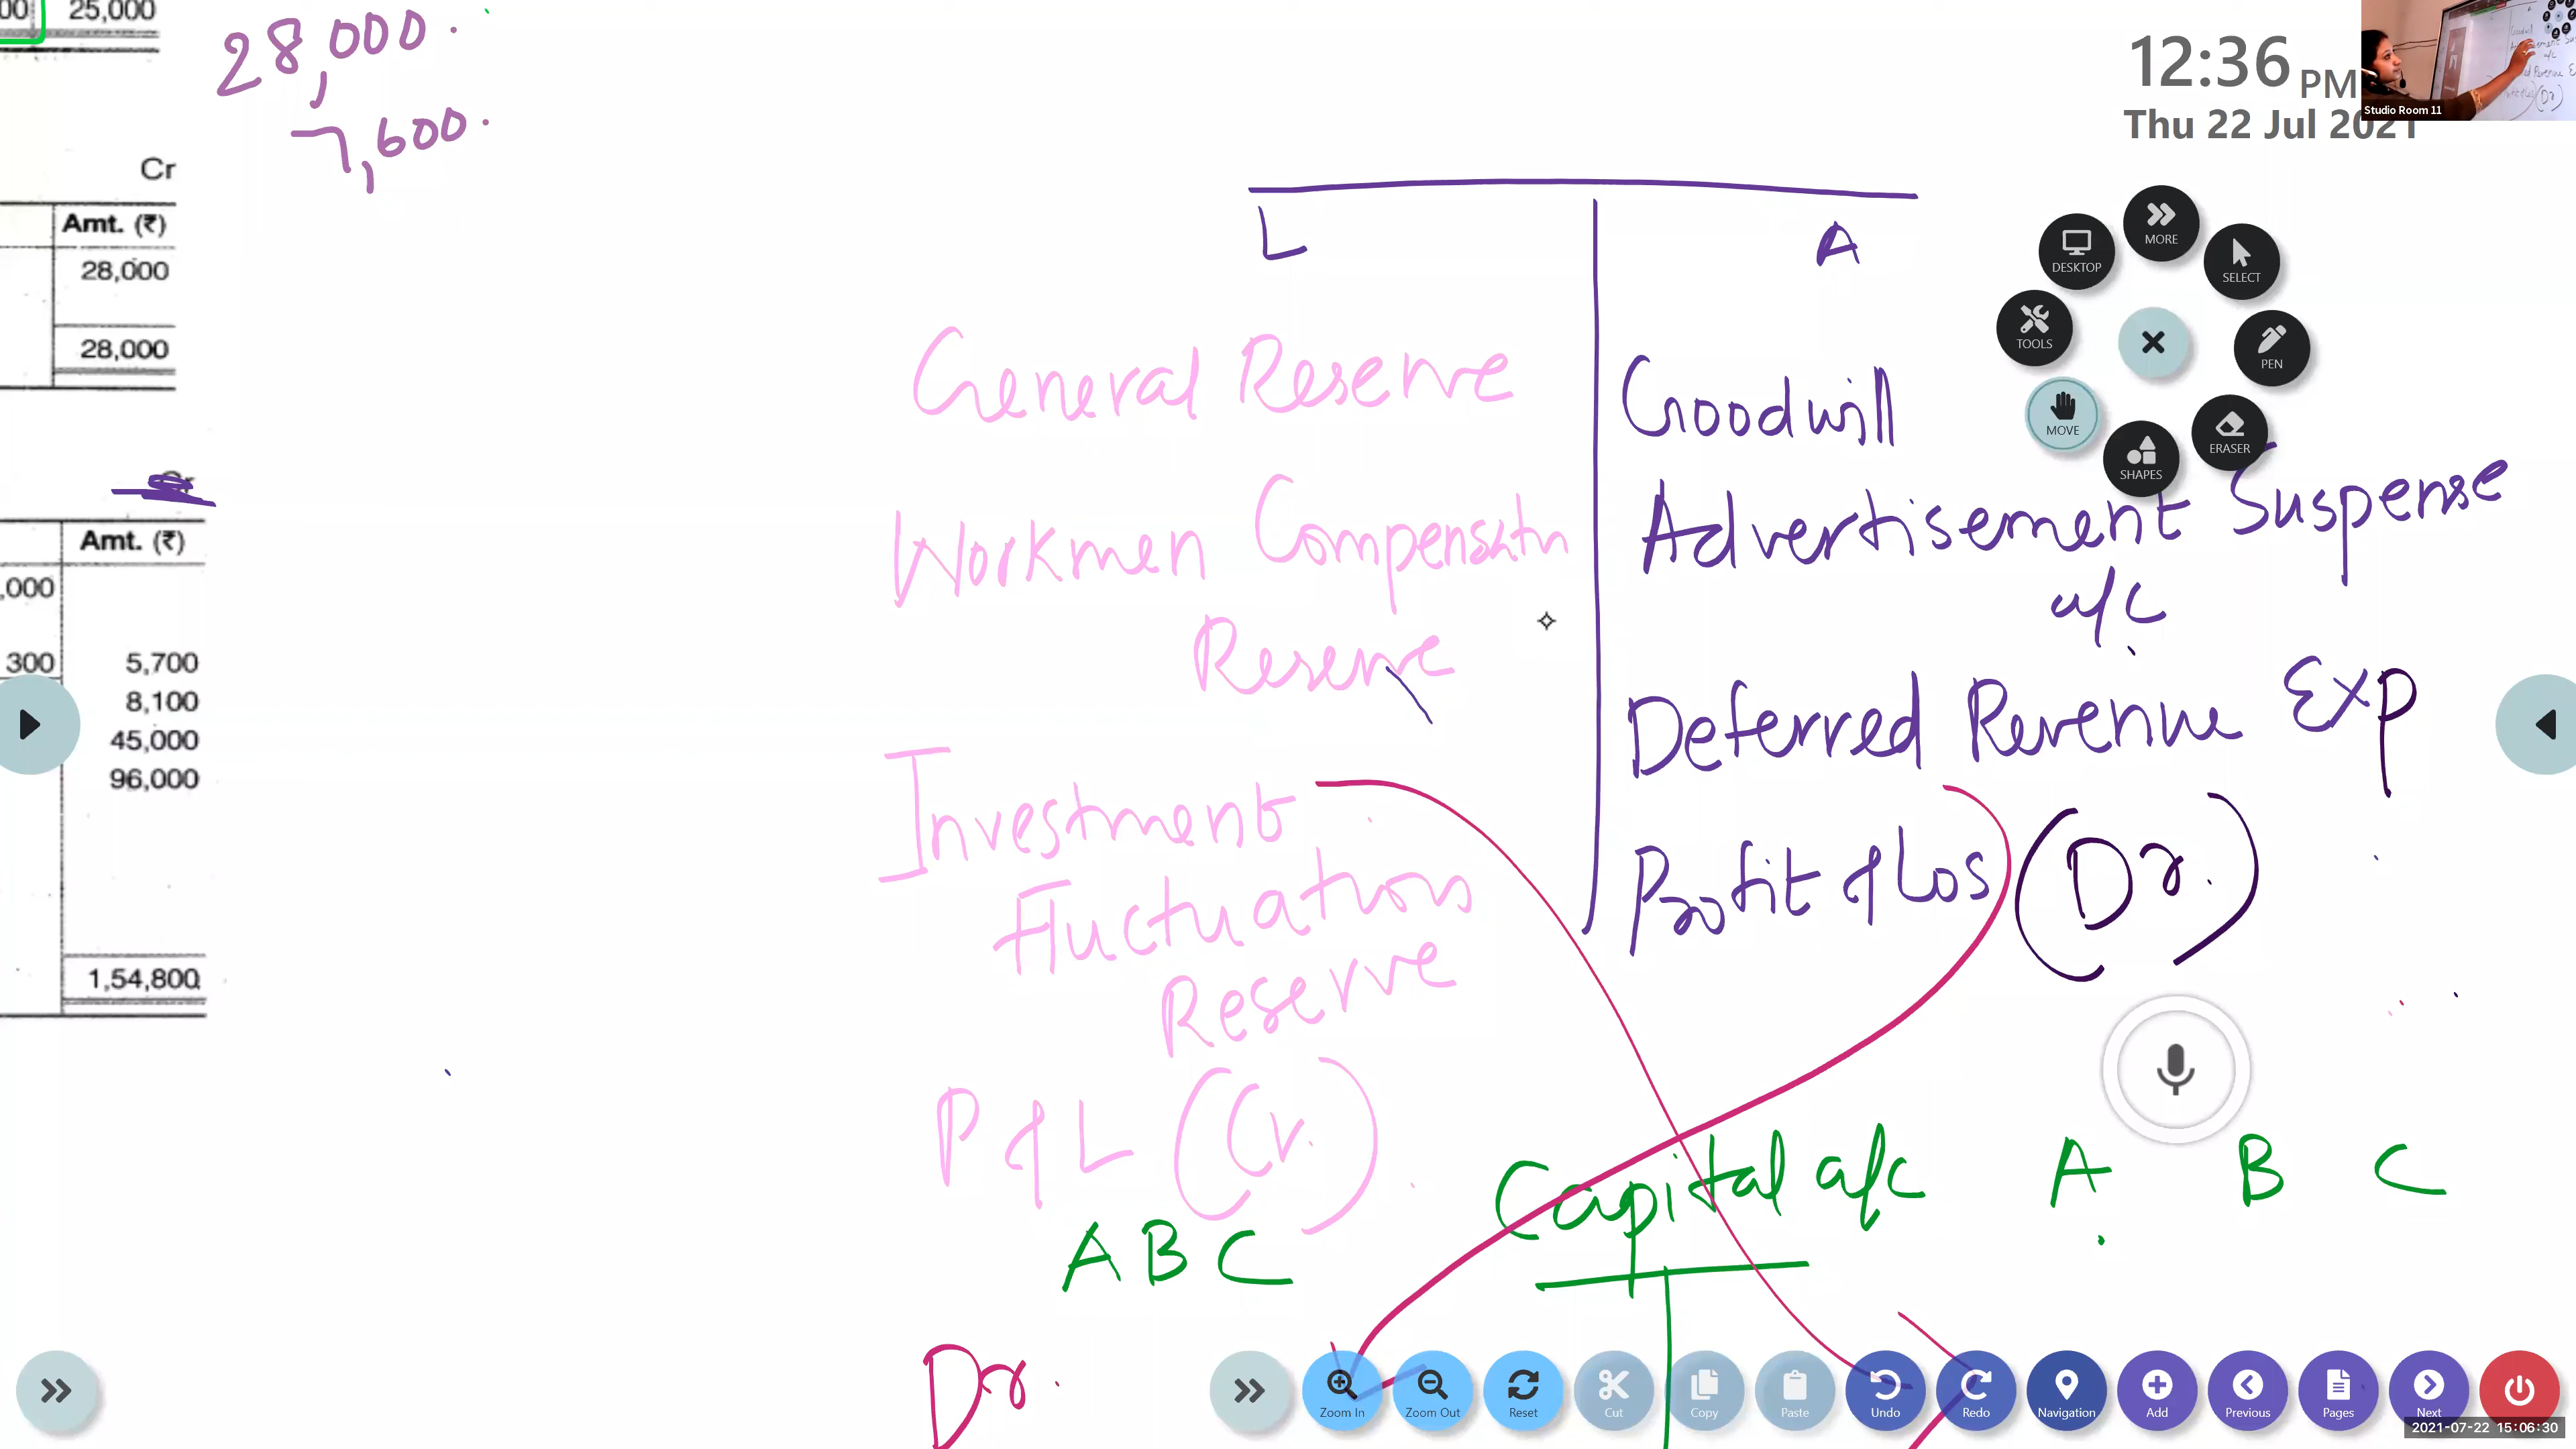 00 25,000
28,000.
7,600.
Cr
Amt. (₹)
28,000
28,000
Amt. (₹)
,000
300 5,700
8,100
45,000
96,000
1,54,800
12:36 PM
Thu 22 Jul 2021
Studio Room 11
L A
General Reserve
Workmen Compensatn
Reserve
Investment
Fluctuation
Reserve
P & L (Cr.)
A B C
Dr.
Goodwill
Advertisement Suspense
a/c
Deferred Revenue Exp
Profit & Los (Dr.)
Capital a/c A B C
MORE
DESKTOP
SELECT
TOOLS
PEN
MOVE
ERASER
SHAPES
Zoom In
Zoom Out
Reset
Cut
Copy
Paste
Undo
Redo
Navigation
Add
Previous
Pages
Next
2021-07-22 15:06:30